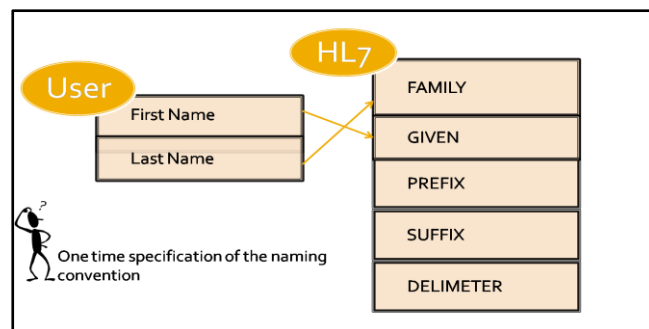 HL7
User
First Name
Last Name
FAMILY
GIVEN
PREFIX
SUFFIX
DELIMETER
?
One time specification of the naming
convention